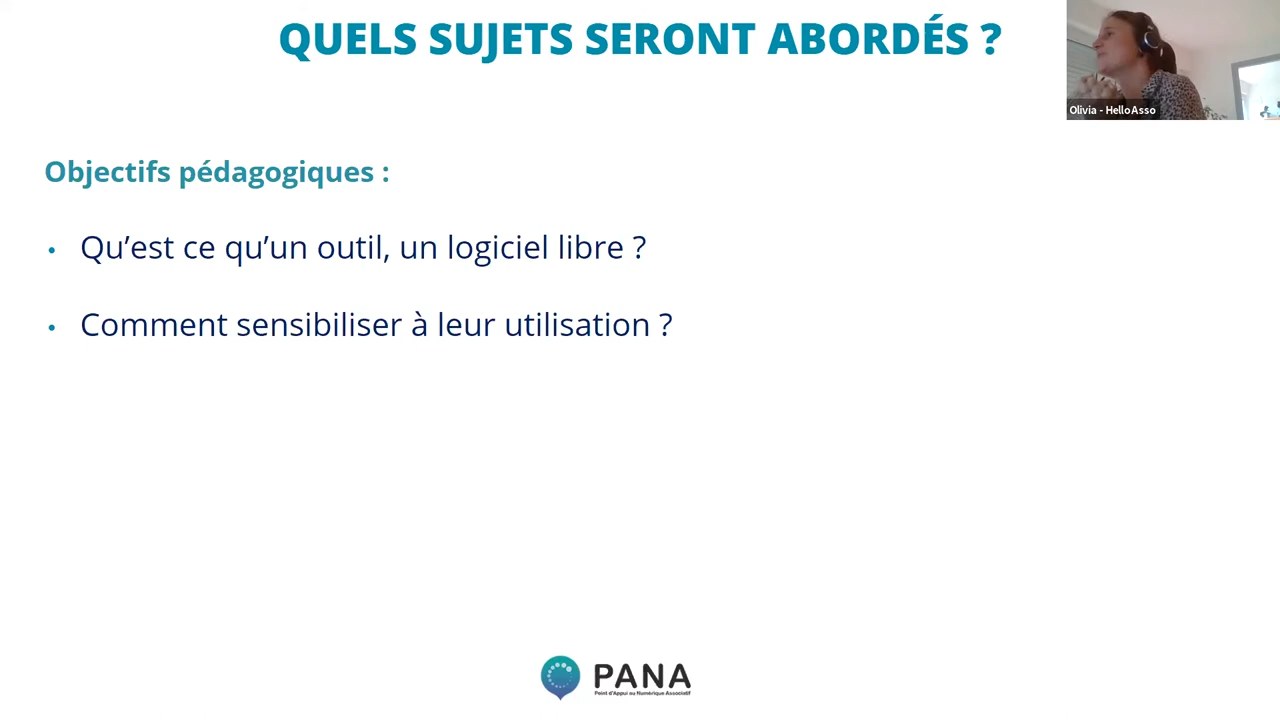 QUELS SUJETS SERONT ABORDÉS ?
Olivia - HelloAsso
Objectifs pédagogiques :
• Qu’est ce qu’un outil, un logiciel libre ?
• Comment sensibiliser à leur utilisation ?
PANA
Point d'Appui au Numérique Associatif